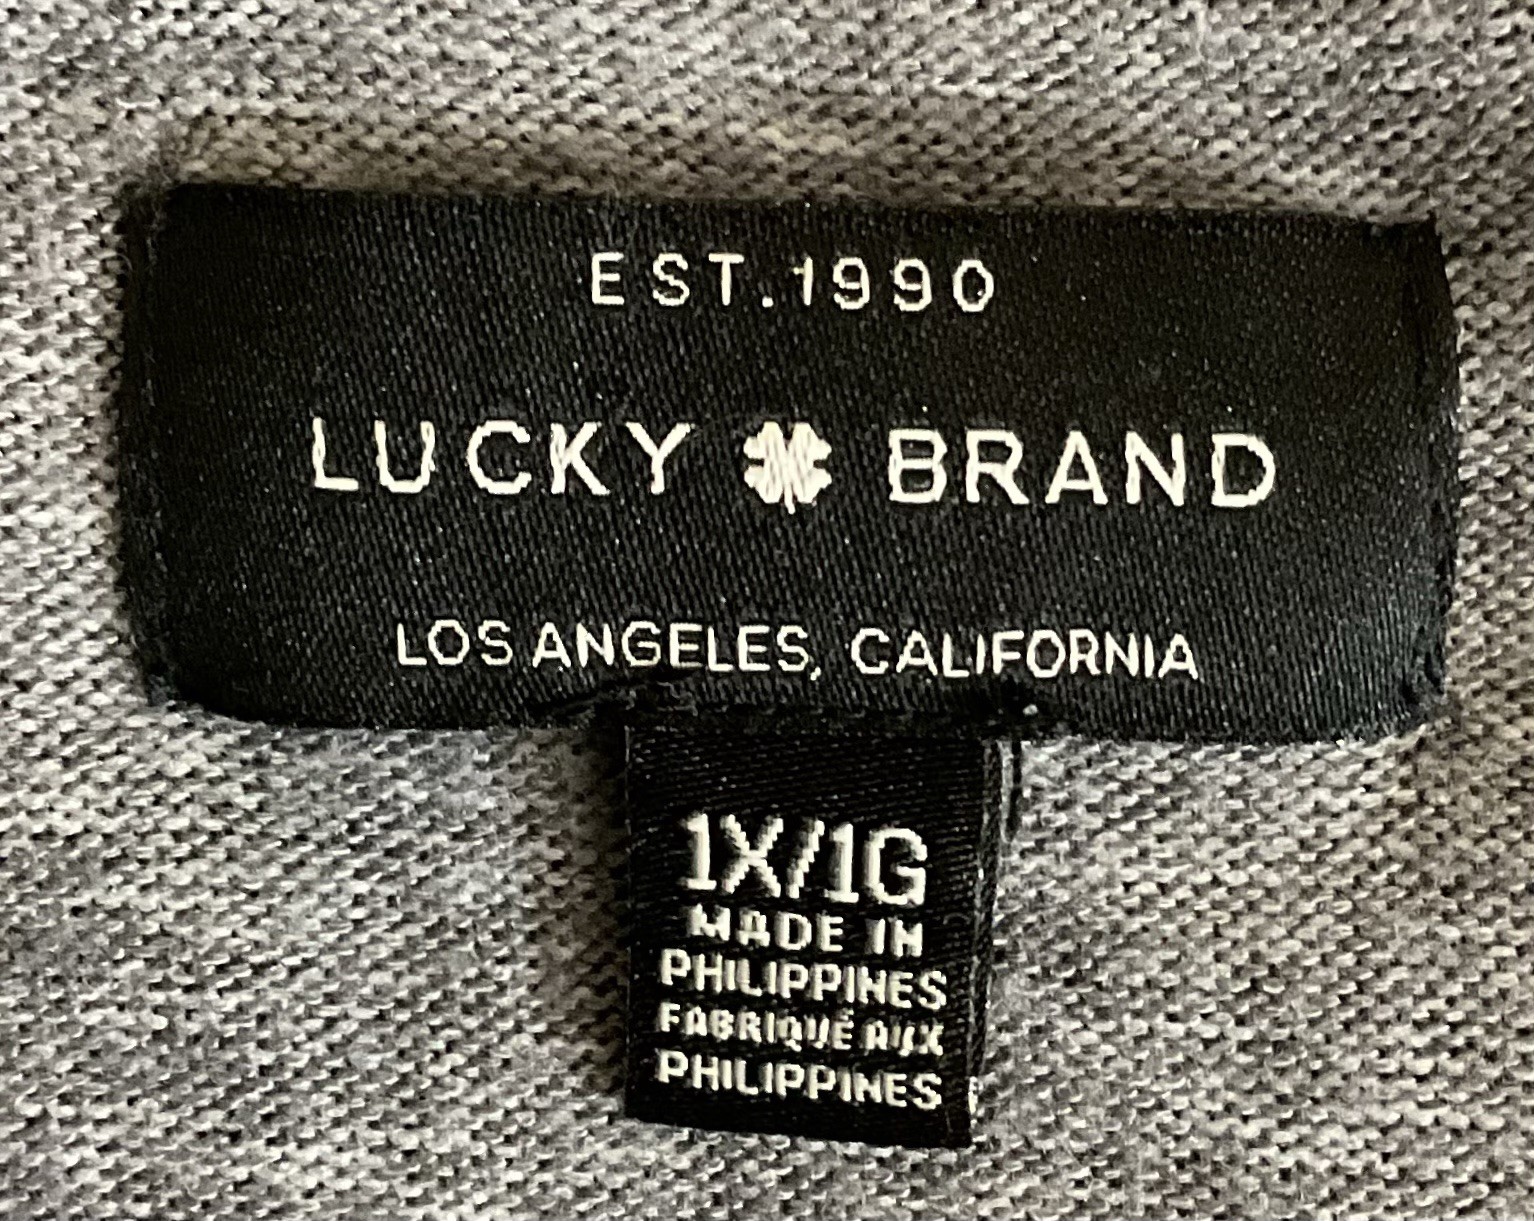 EST.1990
LUCKY BRAND
LOS ANGELES, CALIFORNIA
1X/1G
MADE IN
PHILIPPINES
FABRIQUÉ AUX
PHILIPPINES